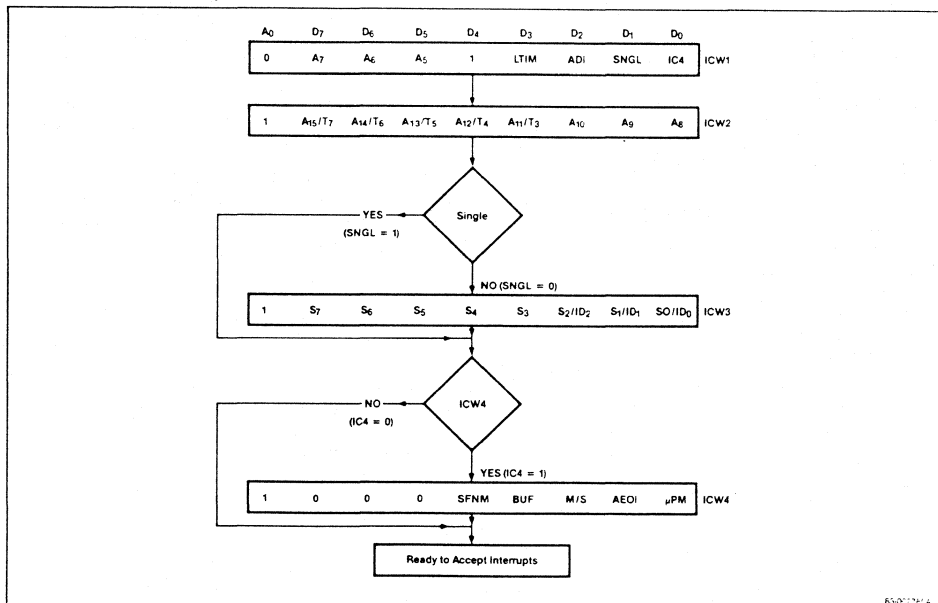 A0 D7 D6 D5 D4 D3 D2 D1 D0
0 A7 A6 A5 1 LTIM ADI SNGL IC4 ICW1
1 A15/T7 A14/T6 A13/T5 A12/T4 A11/T3 A10 A9 A8 ICW2
Single
YES
(SNGL = 1)
NO (SNGL = 0)
1 S7 S6 S5 S4 S3 S2/ID2 S1/ID1 SO/ID0 ICW3
ICW4
NO
(IC4 = 0)
YES (IC4 = 1)
1 0 0 0 SFNM BUF M/S AEOI µPM ICW4
Ready to Accept Interrupts